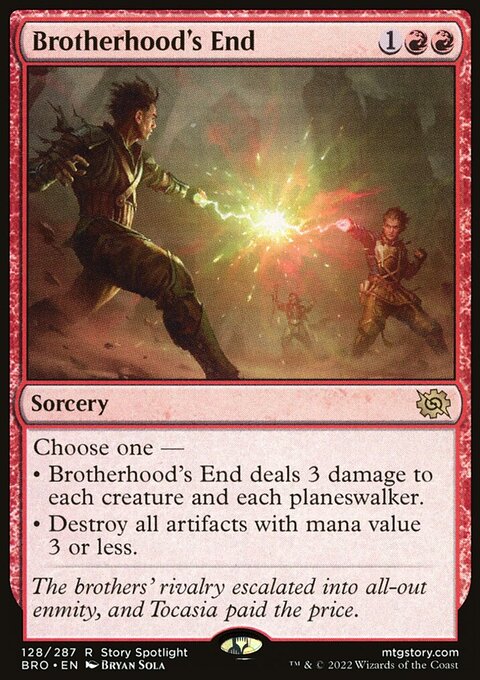 Brotherhood's End 1
Sorcery
Choose one —
• Brotherhood's End deals 3 damage to
each creature and each planeswalker.
• Destroy all artifacts with mana value
3 or less.
The brothers' rivalry escalated into all-out
enmity, and Tocasia paid the price.
128/287 R Story Spotlight mtgstory.com
BRO • EN Bryan Sola ™ & © 2022 Wizards of the Coast